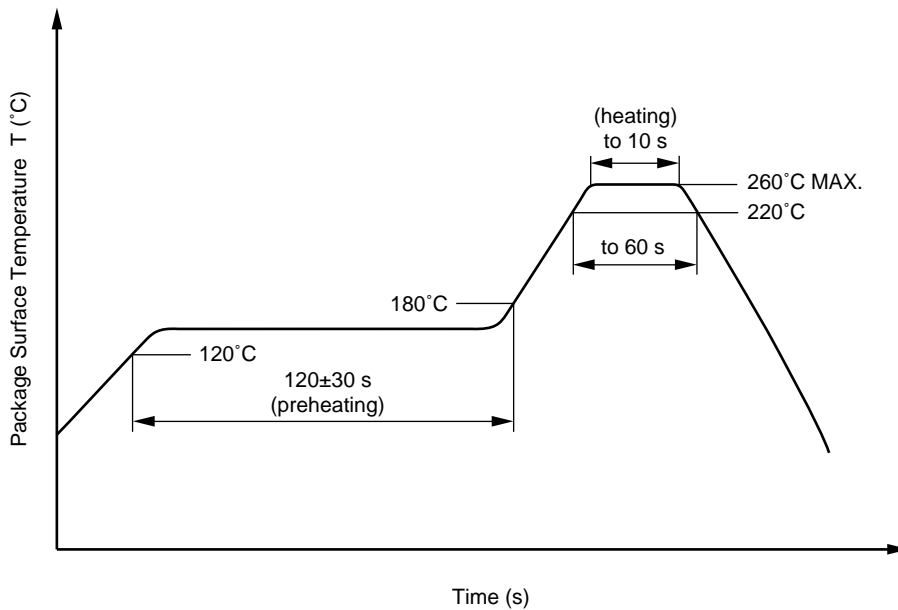 Package Surface Temperature T (˚C)
(heating)
to 10 s
260˚C MAX.
220˚C
to 60 s
180˚C
120˚C
120±30 s
(preheating)
Time (s)